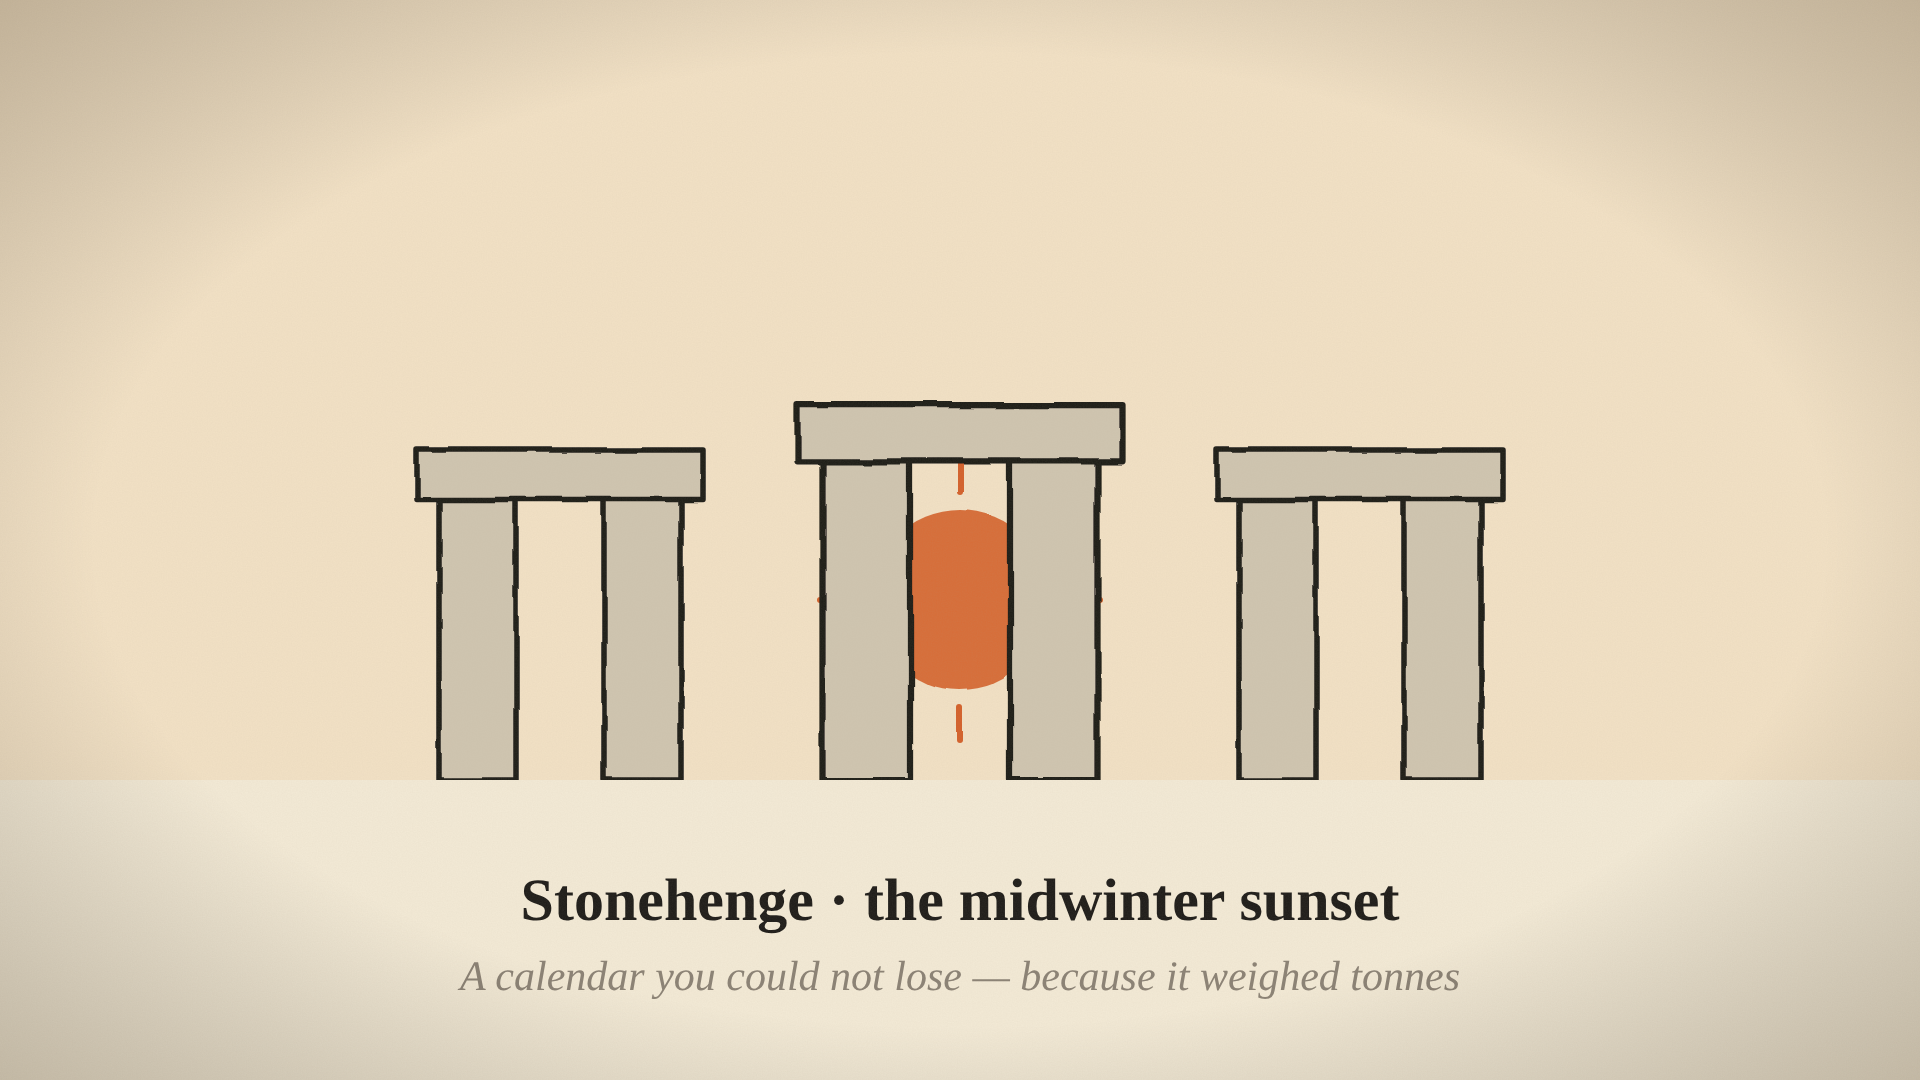 Stonehenge · the midwinter sunset
A calendar you could not lose — because it weighed tonnes